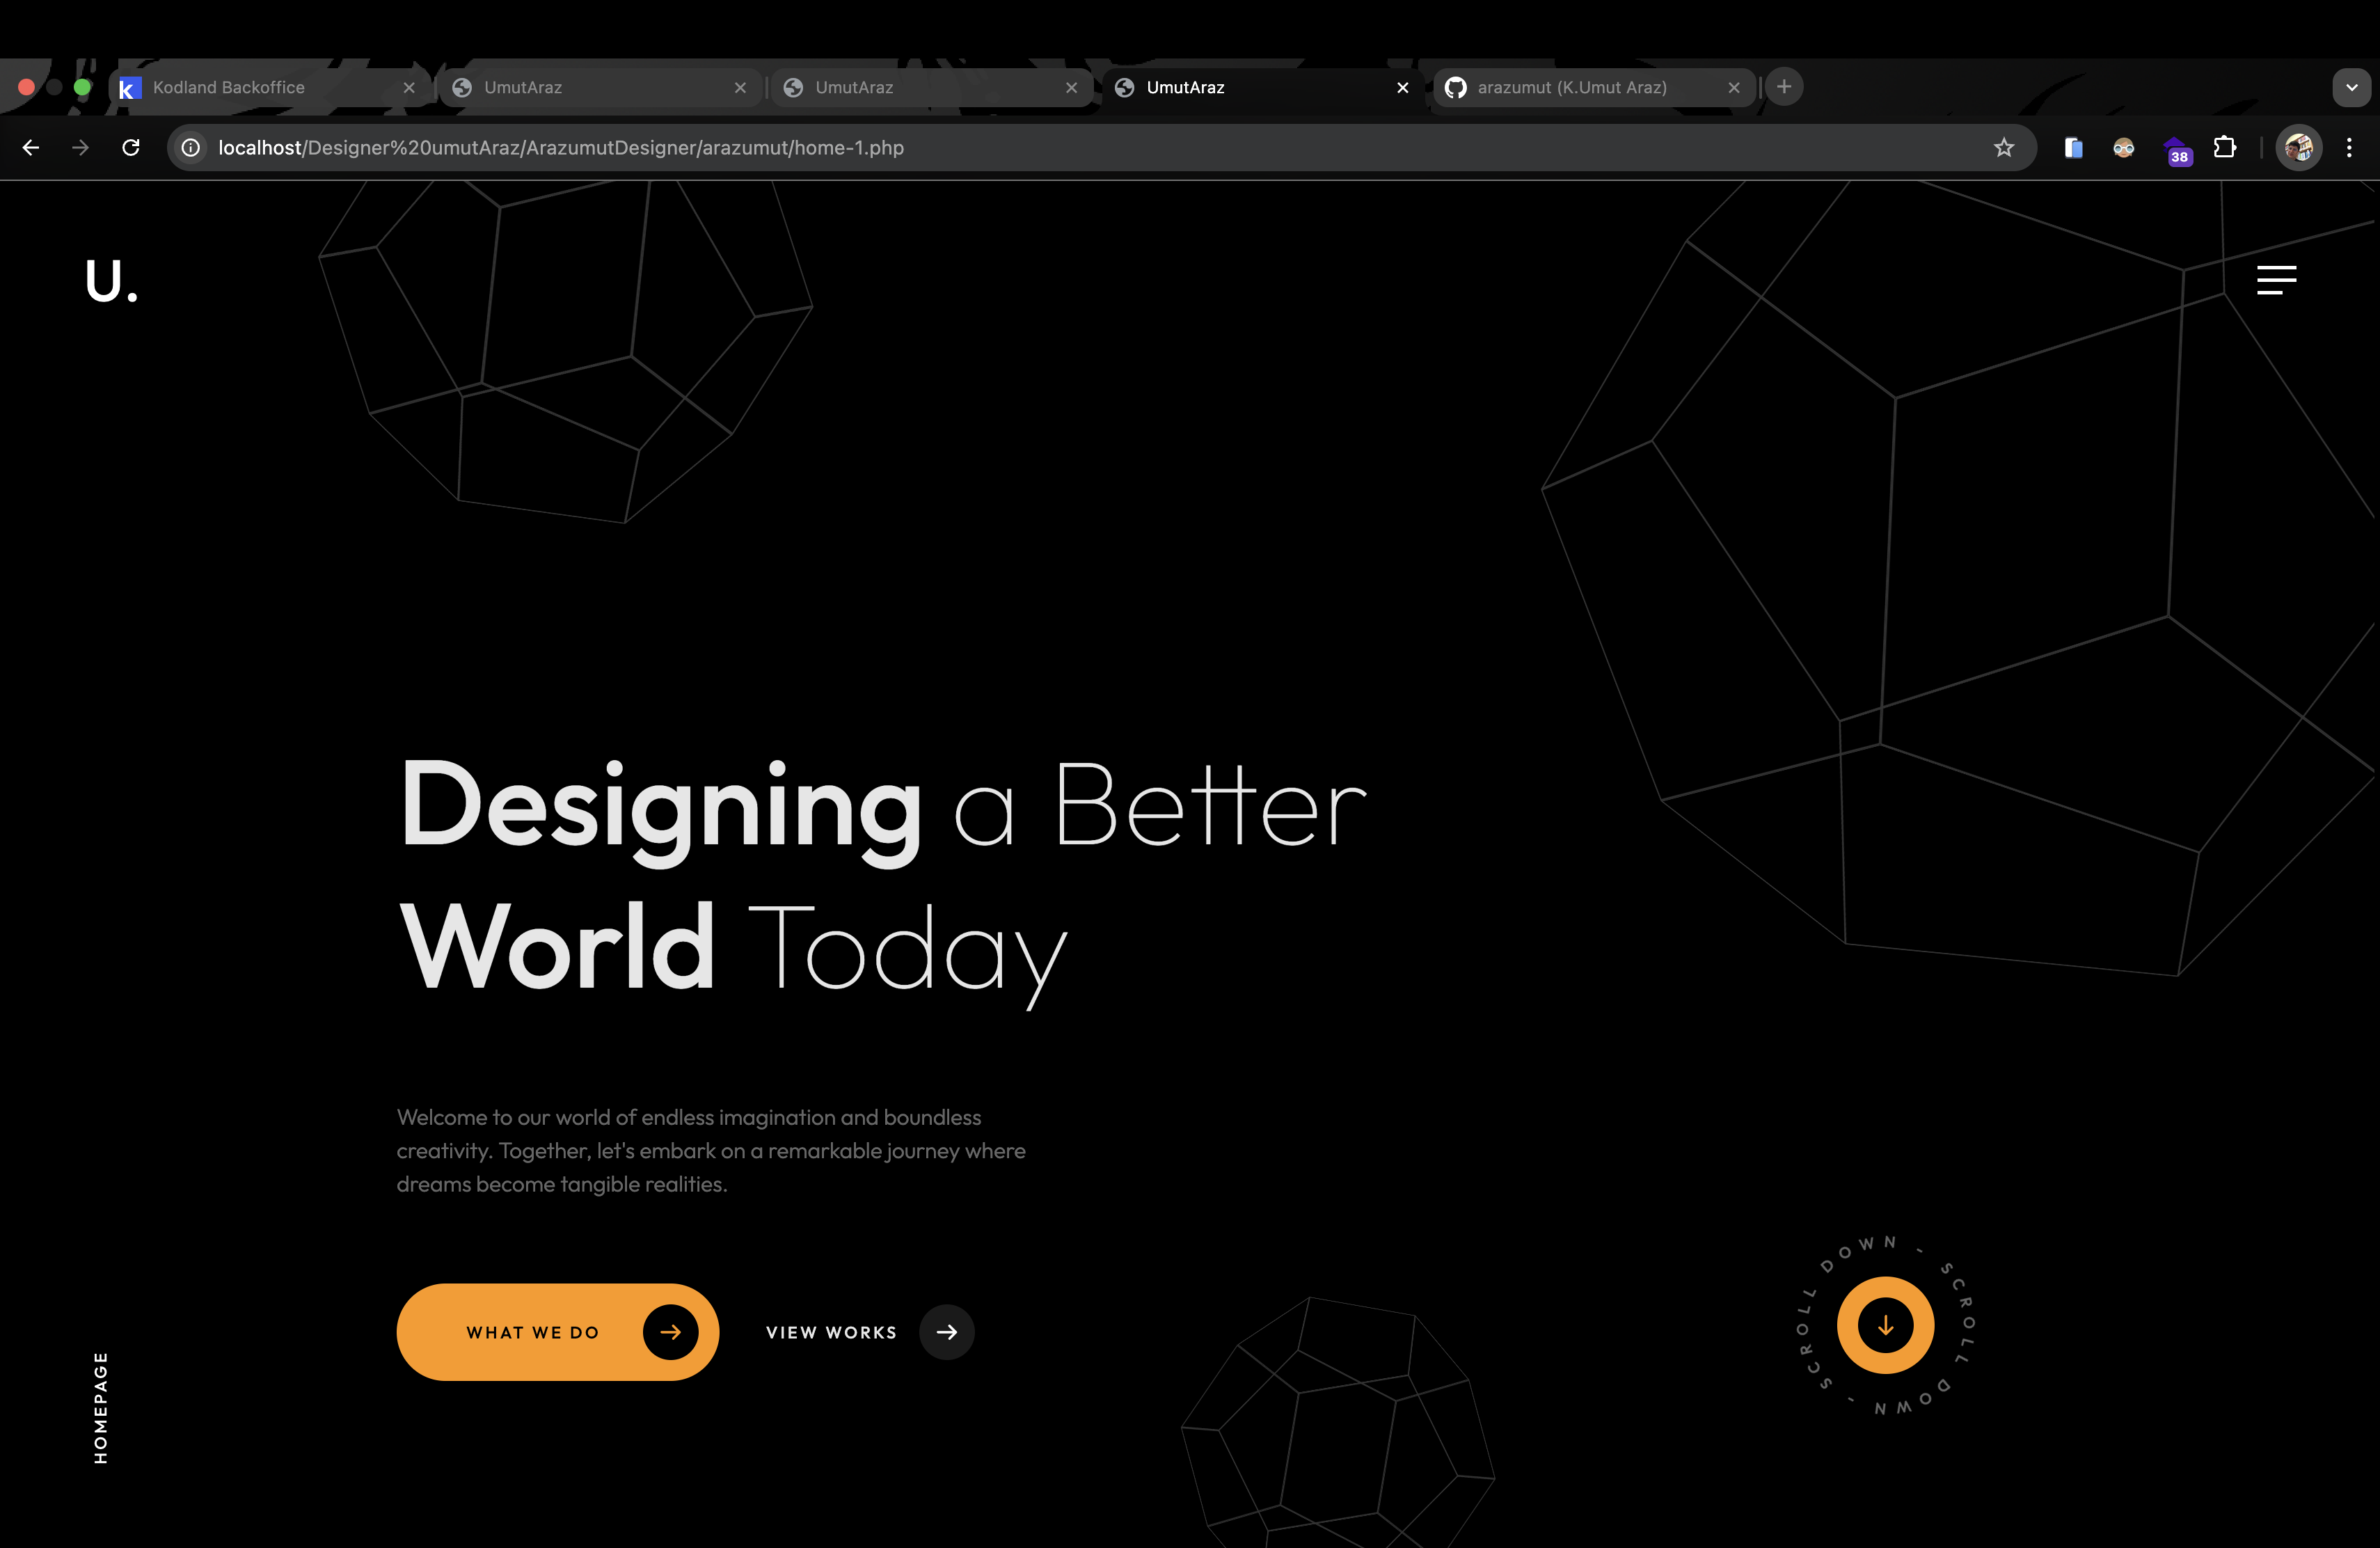 Kodland Backoffice
UmutAraz
UmutAraz
UmutAraz
arazumut (K.Umut Araz)
localhost/Designer%20umutAraz/ArazumutDesigner/arazumut/home-1.php
38
U.
Designing a Better
World Today
Welcome to our world of endless imagination and boundless
creativity. Together, let's embark on a remarkable journey where
dreams become tangible realities.
WHAT WE DO
VIEW WORKS
SCROLL DOWN - SCROLL DOWN -
HOMEPAGE